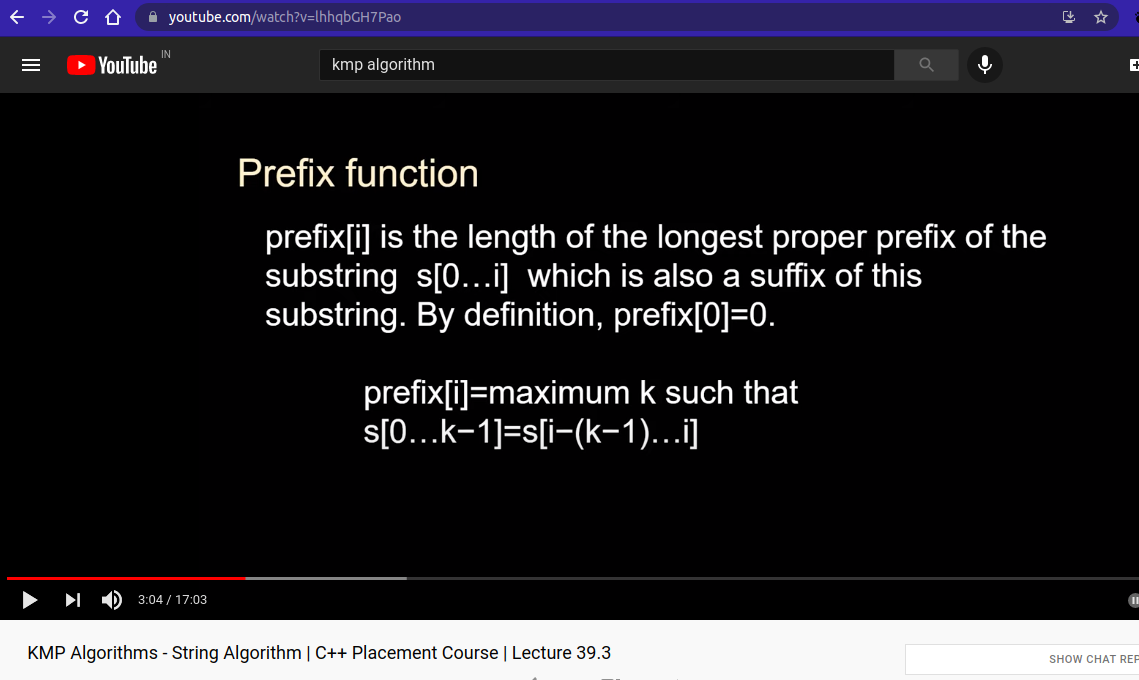 youtube.com/watch?v=lhhqbGH7Pao
YouTube IN
kmp algorithm
Prefix function
prefix[i] is the length of the longest proper prefix of the
substring s[0…i] which is also a suffix of this
substring. By definition, prefix[0]=0.
prefix[i]=maximum k such that
s[0…k−1]=s[i−(k−1)…i]
3:04 / 17:03
KMP Algorithms - String Algorithm | C++ Placement Course | Lecture 39.3
SHOW CHAT REP